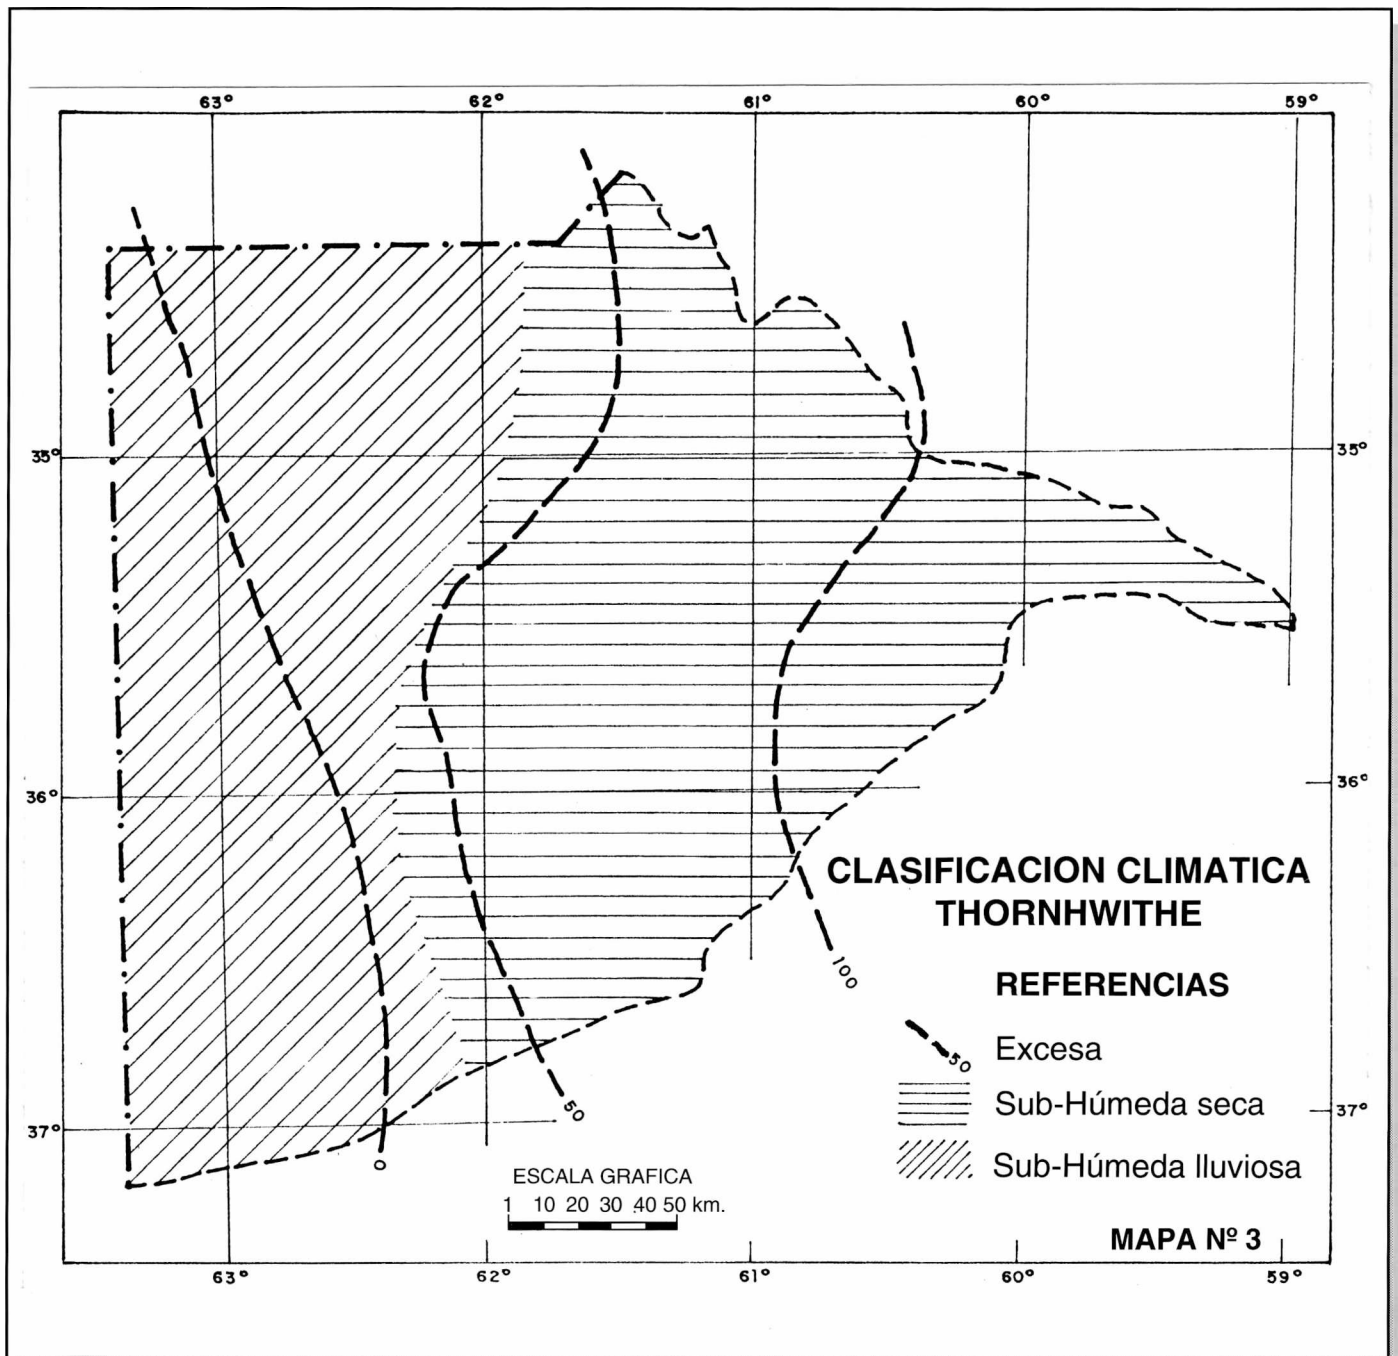 63° 62° 61° 60° 59°
35° 35°
36° 36°
CLASIFICACION CLIMATICA
THORNHWITHE
100
REFERENCIAS
50 Excesa
50
Sub-Húmeda seca
37° 37°
0
Sub-Húmeda lluviosa
ESCALA GRAFICA
1 10 20 30 40 50 km.
MAPA Nº 3
63° 62° 61° 60° 59°